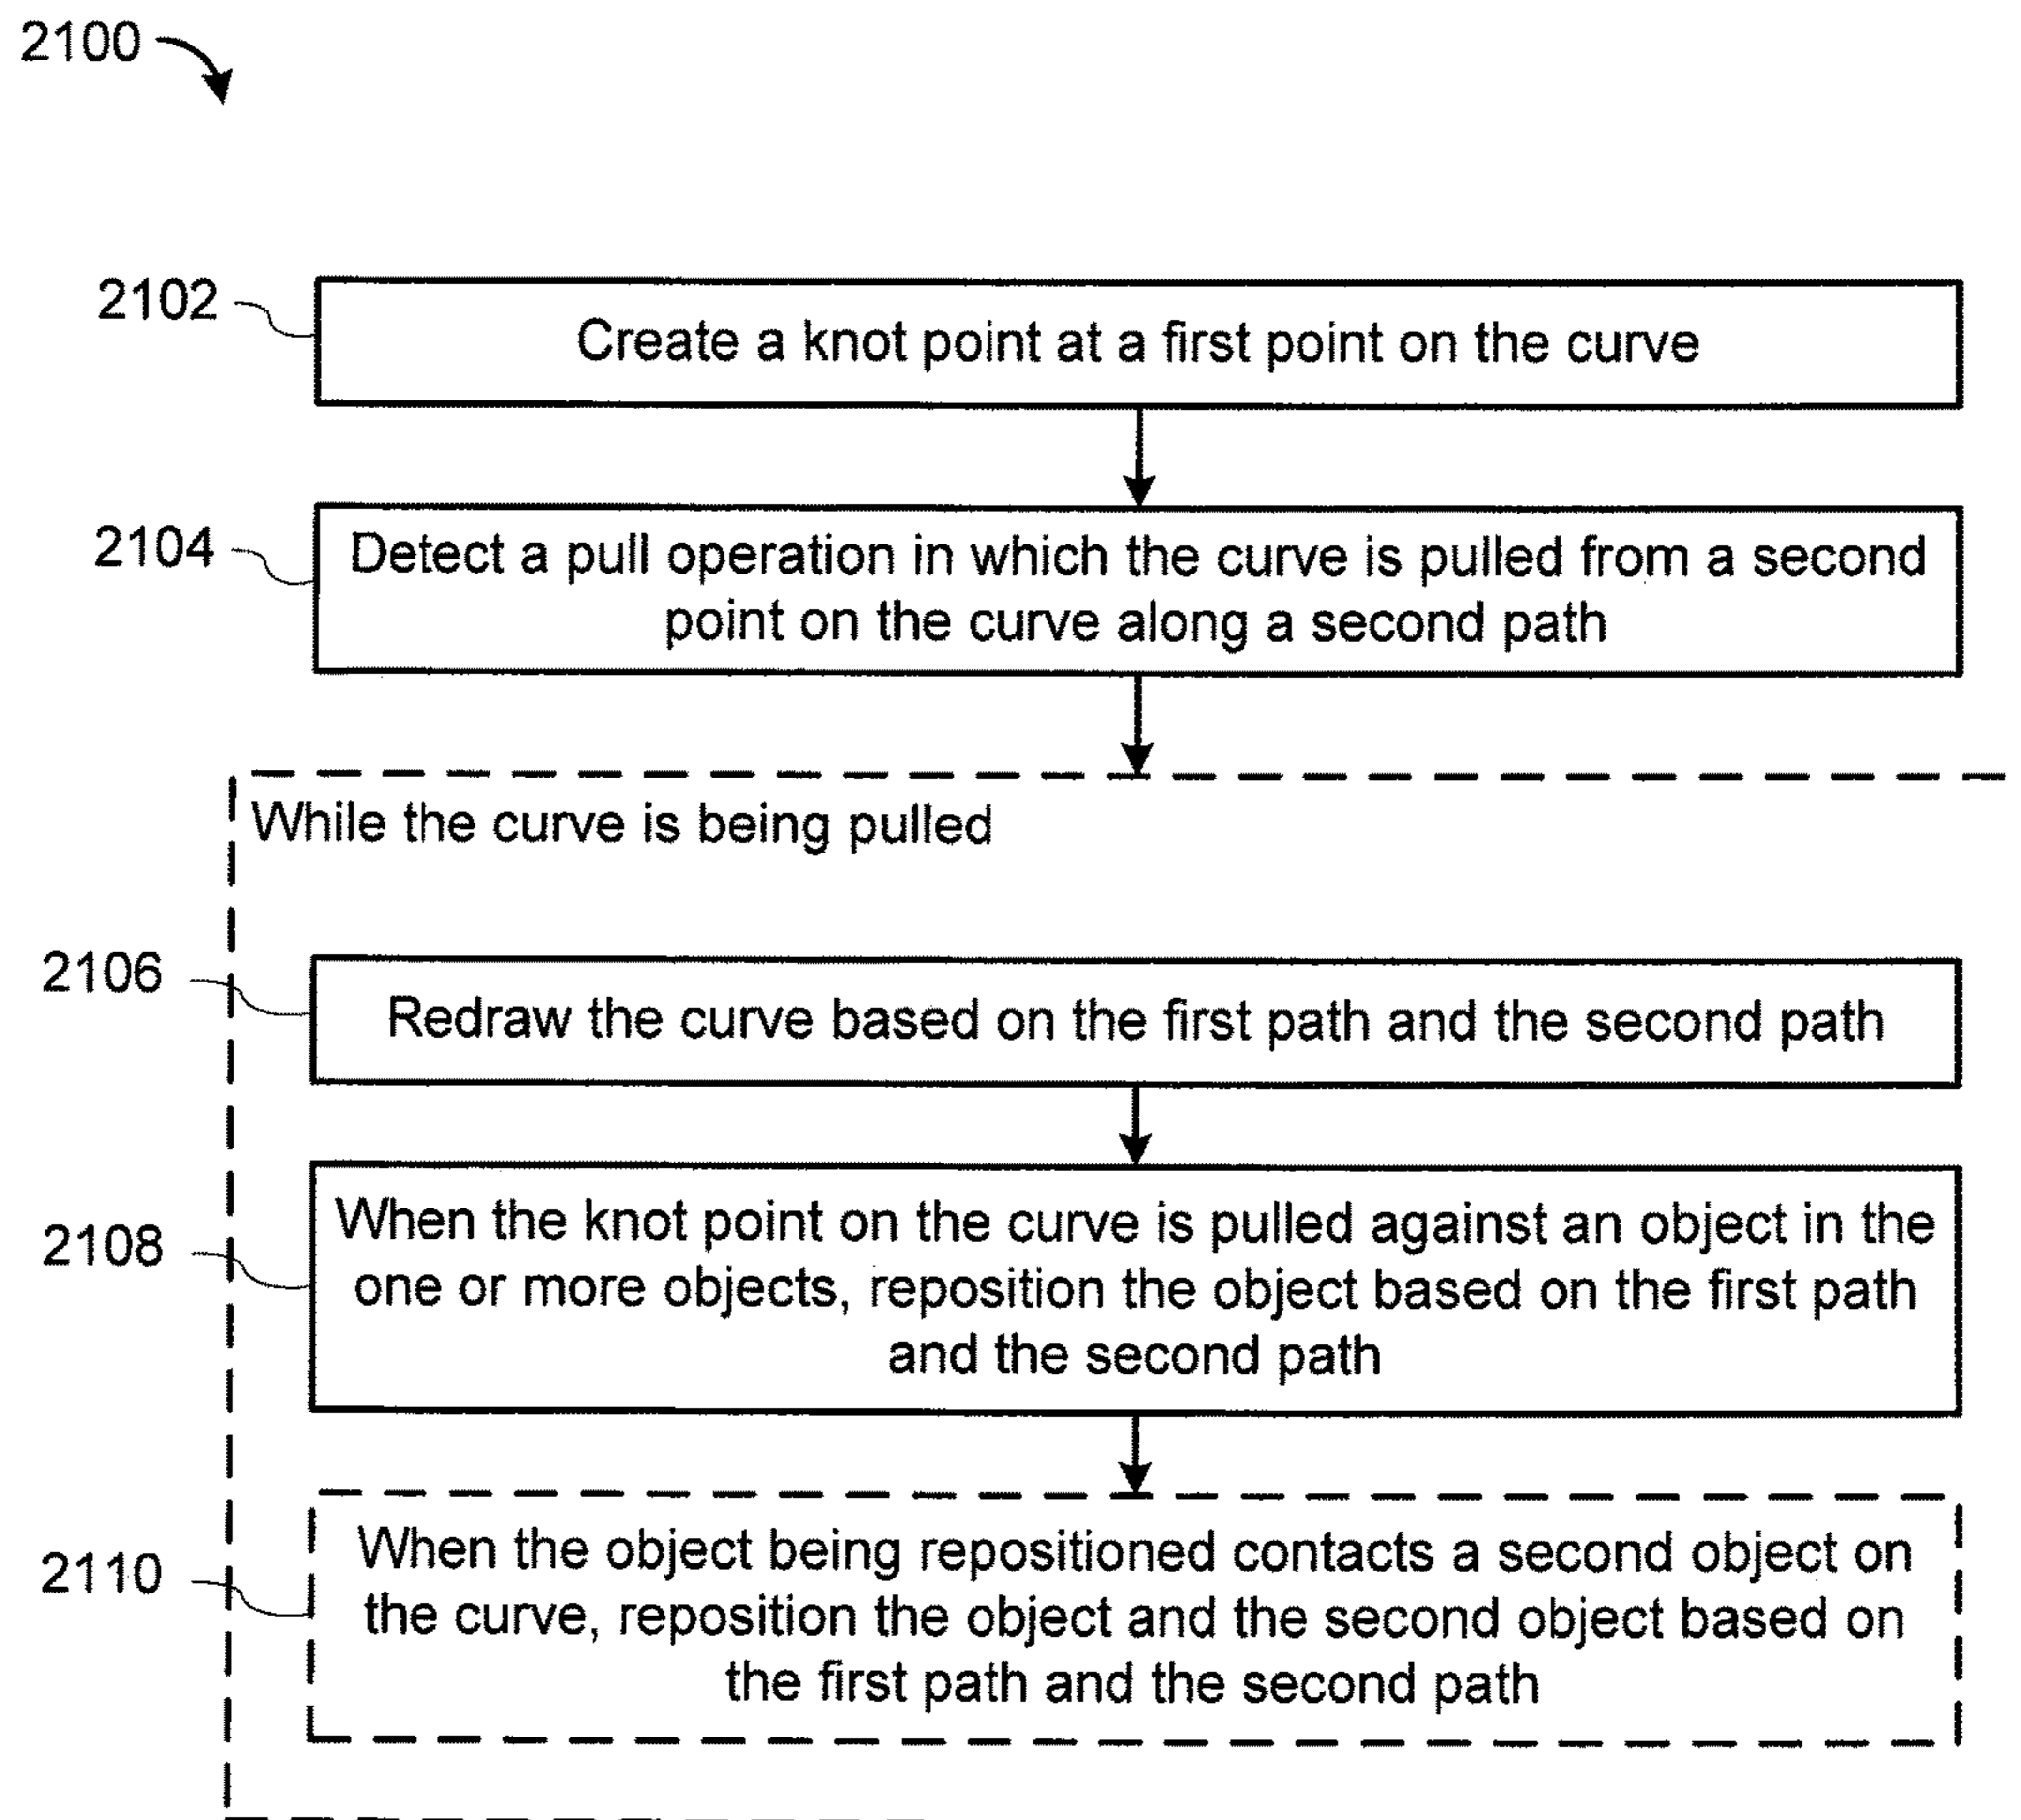 2100
2102
Create a knot point at a first point on the curve
2104
Detect a pull operation in which the curve is pulled from a second
point on the curve along a second path
While the curve is being pulled
2106
Redraw the curve based on the first path and the second path
2108
When the knot point on the curve is pulled against an object in the
one or more objects, reposition the object based on the first path
and the second path
2110
When the object being repositioned contacts a second object on
the curve, reposition the object and the second object based on
the first path and the second path